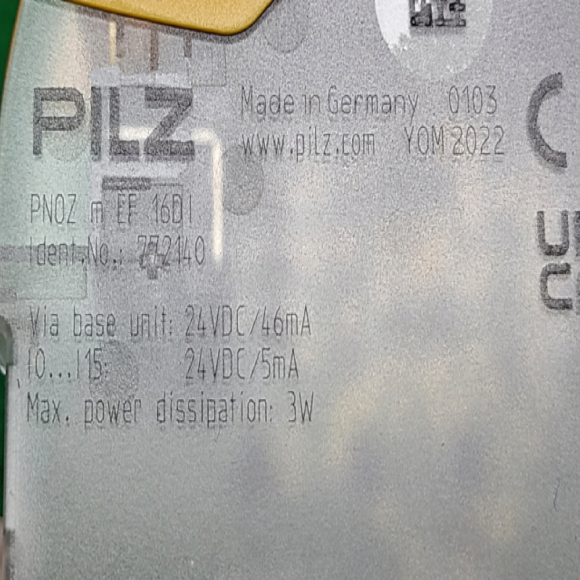 PILZ
Made in Germany 0103
www.pilz.com YOM 2022
PNOZ m EF 16DI
Ident.No.: 772140
Via base unit: 24VDC/46mA
I0...I15: 24VDC/5mA
Max. power dissipation: 3W